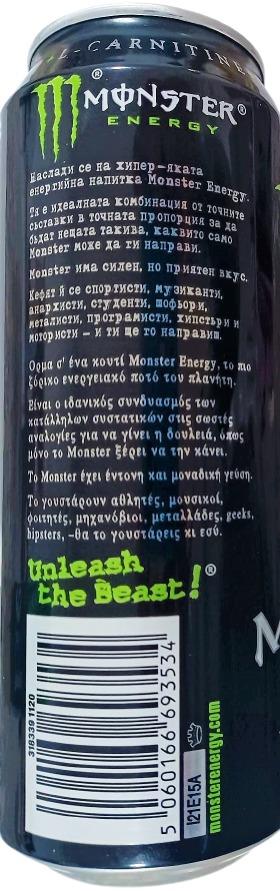 L-CARNITINE
MONSTER®
ENERGY
Наслади се на хипер-яката
енергийна напитка Monster Energy.
Тя е идеалната комбинация от точните
съставки в точната пропорция за да
бъдат нещата такива, каквито само
Monster може да ги направи.
Monster има силен, но приятен вкус.
Кефят й се спортисти, музиканти,
анархисти, студенти, шофьори,
металисти, програмисти, хипстъри и
мотористи – и ти ще го направиш.
Ορμα σ' ένα κουτί Monster Energy, το πιο
ζόρικο ενεργειακό ποτό του πλανήτη.
Είναι ο ιδανικός συνδυασμός των
κατάλληλων συστατικών στις σωστές
αναλογίες για να γίνει η δουλειά, όπως
μόνο το Monster ξέρει να την κάνει.
Το Monster έχει έντονη και μοναδική γεύση.
Το γουστάρουν αθλητές, μουσικοί,
φοιτητές, μηχανόβιοι, μεταλλάδες, geeks,
hipsters, –θα το γουστάρεις κι εσύ.
Unleash
the Beast!®
318339 1120
5 060166 693534
I21E15A
monsterenergy.com
M